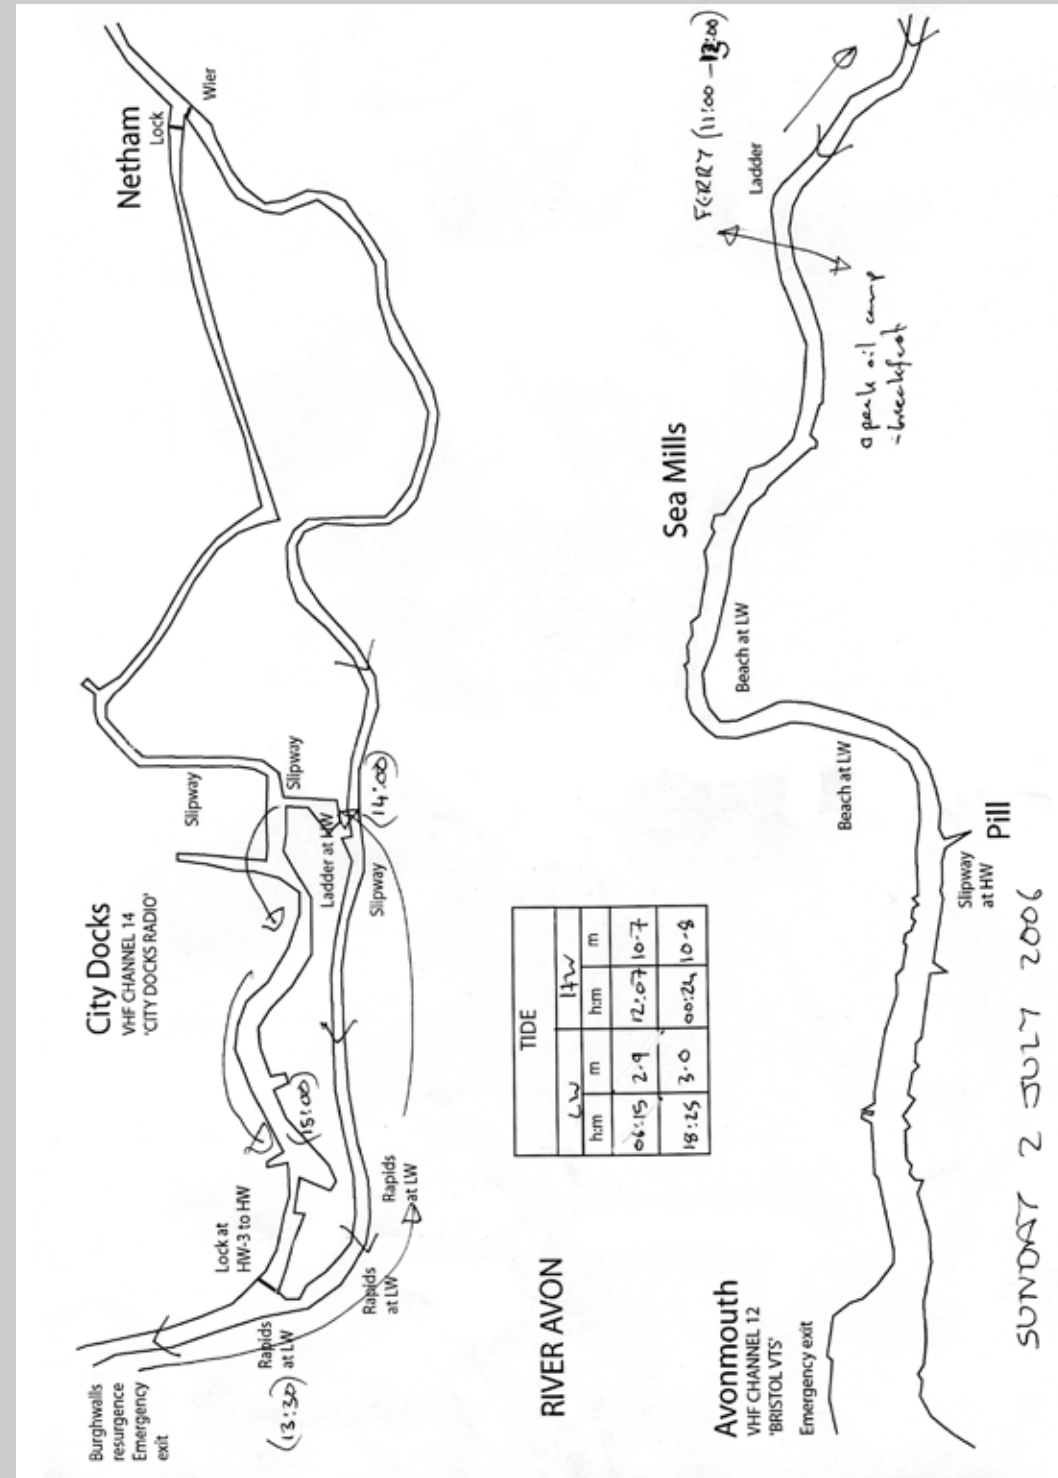 Burghwalls
resurgence
Emergency
exit
(13:30)
Rapids
at LW
Lock at
HW-3 to HW
Rapids
at LW
Rapids
at LW
City Docks
VHF CHANNEL 14
'CITY DOCKS RADIO'
(15:00)
Slipway
Slipway
Ladder at HW
Slipway
(14:00)
Netham
Lock
Wier
RIVER AVON
TIDE
LW HW
h:m m h:m m
06:15 2.9 12:07 10.7
18:25 3.0 00:24 10.8
Avonmouth
VHF CHANNEL 12
'BRISTOL VTS'
Emergency exit
Sea Mills
Beach at LW
Beach at LW
FERRY (11:00 – 13:00)
Ladder
camp
- breakfast
Slipway
at HW
Pill
SUNDAY 2 JULY 2006